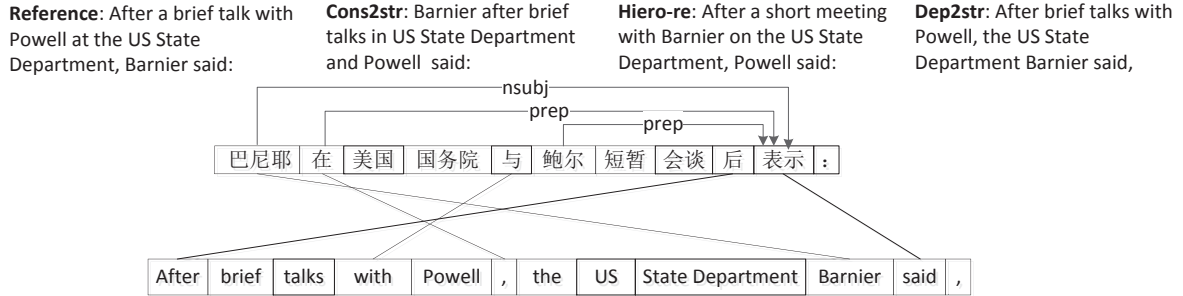 Reference: After a brief talk with
Powell at the US State
Department, Barnier said:
Cons2str: Barnier after brief
talks in US State Department
and Powell said:
Hiero-re: After a short meeting
with Barnier on the US State
Department, Powell said:
Dep2str: After brief talks with
Powell, the US State
Department Barnier said,
nsubj
prep
prep
巴尼耶 在 美国 国务院 与 鲍尔 短暂 会谈 后 表示 :
After brief talks with Powell , the US State Department Barnier said ,